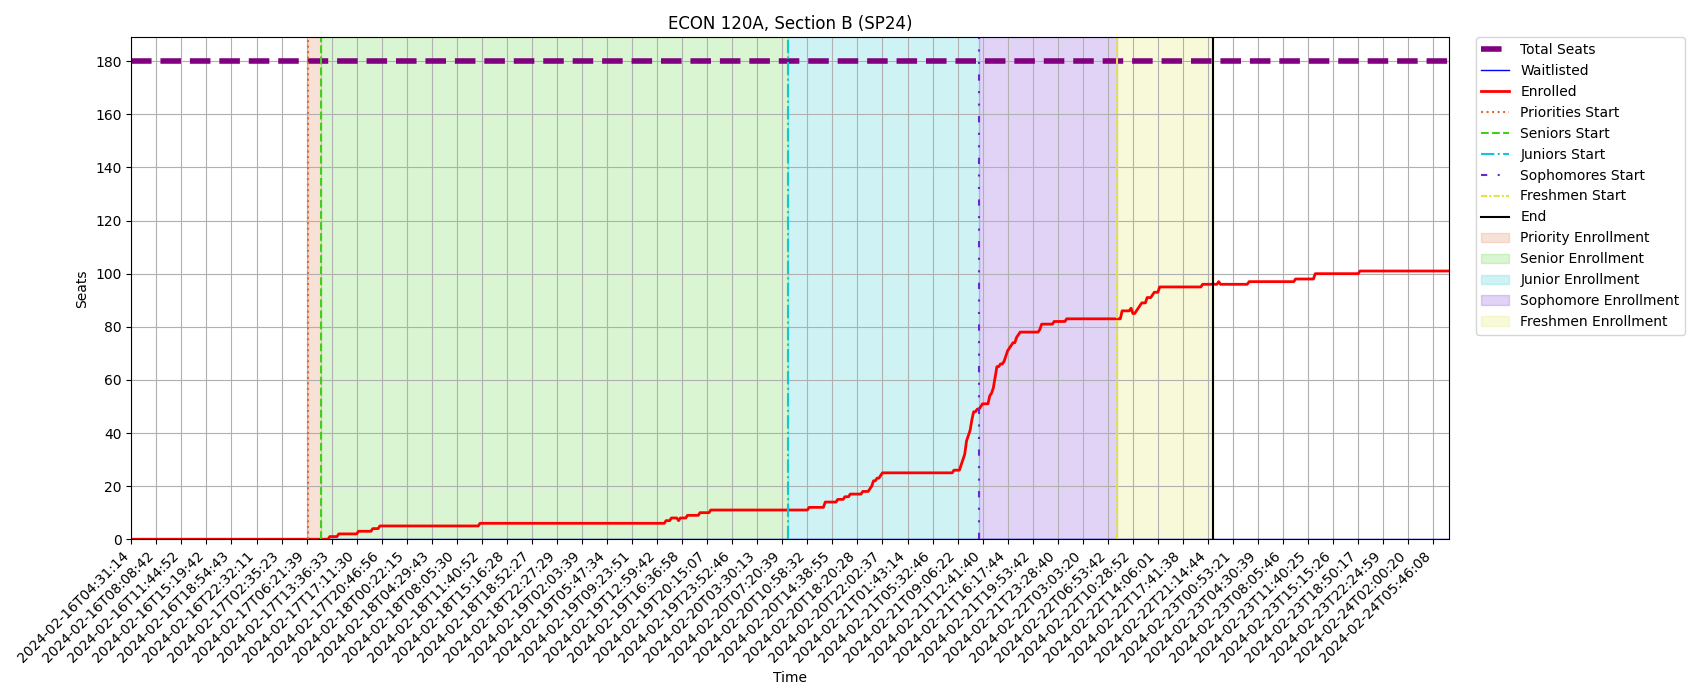 ECON 120A, Section B (SP24)
Seats
180
160
140
120
100
80
60
40
20
0
2024-02-16T04:31:14
2024-02-16T08:08:42
2024-02-16T11:44:52
2024-02-16T15:19:42
2024-02-16T18:54:43
2024-02-16T22:32:11
2024-02-17T02:35:23
2024-02-17T06:21:39
2024-02-17T13:36:33
2024-02-17T17:11:30
2024-02-17T20:46:56
2024-02-18T00:22:15
2024-02-18T04:29:43
2024-02-18T08:05:30
2024-02-18T11:40:52
2024-02-18T15:16:28
2024-02-18T18:52:27
2024-02-18T22:27:29
2024-02-19T02:03:39
2024-02-19T05:47:34
2024-02-19T09:23:51
2024-02-19T12:59:42
2024-02-19T16:36:58
2024-02-19T20:15:07
2024-02-19T23:52:46
2024-02-20T03:30:13
2024-02-20T07:20:39
2024-02-20T10:58:32
2024-02-20T14:38:55
2024-02-20T18:20:28
2024-02-20T22:02:37
2024-02-21T01:43:14
2024-02-21T05:32:46
2024-02-21T09:06:22
2024-02-21T12:41:40
2024-02-21T16:17:44
2024-02-21T19:53:42
2024-02-21T23:28:40
2024-02-22T03:03:20
2024-02-22T06:53:42
2024-02-22T10:28:52
2024-02-22T14:06:01
2024-02-22T17:41:38
2024-02-22T21:14:44
2024-02-23T00:53:21
2024-02-23T04:30:39
2024-02-23T08:05:46
2024-02-23T11:40:25
2024-02-23T15:15:26
2024-02-23T18:50:17
2024-02-23T22:24:59
2024-02-24T02:00:20
2024-02-24T05:46:08
Time
Total Seats
Waitlisted
Enrolled
Priorities Start
Seniors Start
Juniors Start
Sophomores Start
Freshmen Start
End
Priority Enrollment
Senior Enrollment
Junior Enrollment
Sophomore Enrollment
Freshmen Enrollment